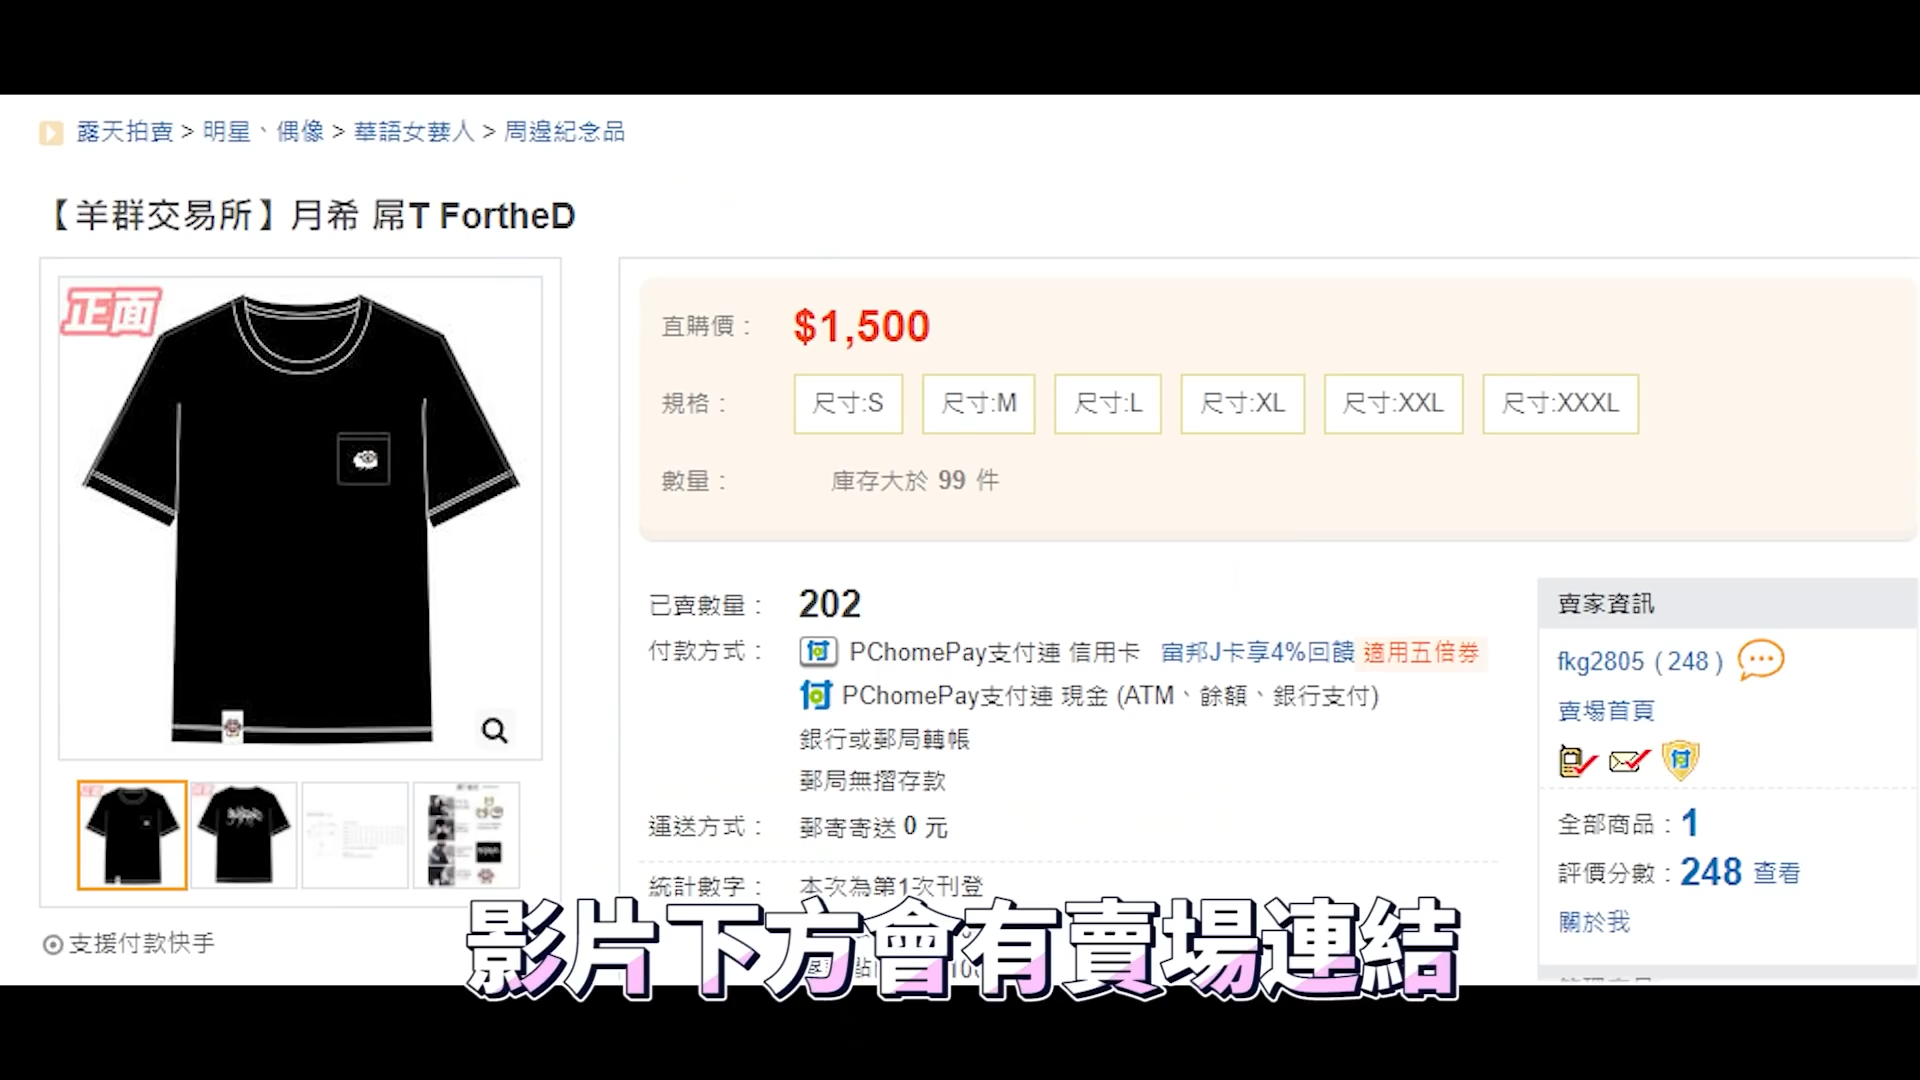 露天拍賣 > 明星、偶像 > 華語女藝人 > 周邊紀念品
【羊群交易所】月希 屌T FortheD
正面
直購價：
$1,500
規格：
尺寸:S
尺寸:M
尺寸:L
尺寸:XL
尺寸:XXL
尺寸:XXXL
數量：
庫存大於 99 件
已賣數量：
202
付款方式：
PChomePay支付連 信用卡 富邦J卡享4%回饋 適用五倍券
PChomePay支付連 現金 (ATM、餘額、銀行支付)
銀行或郵局轉帳
郵局無摺存款
運送方式：
郵寄寄送 0 元
統計數字：
本次為第1次刊登
支援付款快手
賣家資訊
fkg2805 ( 248 )
賣場首頁
全部商品：1
評價分數：248 查看
關於我
影片下方會有賣場連結